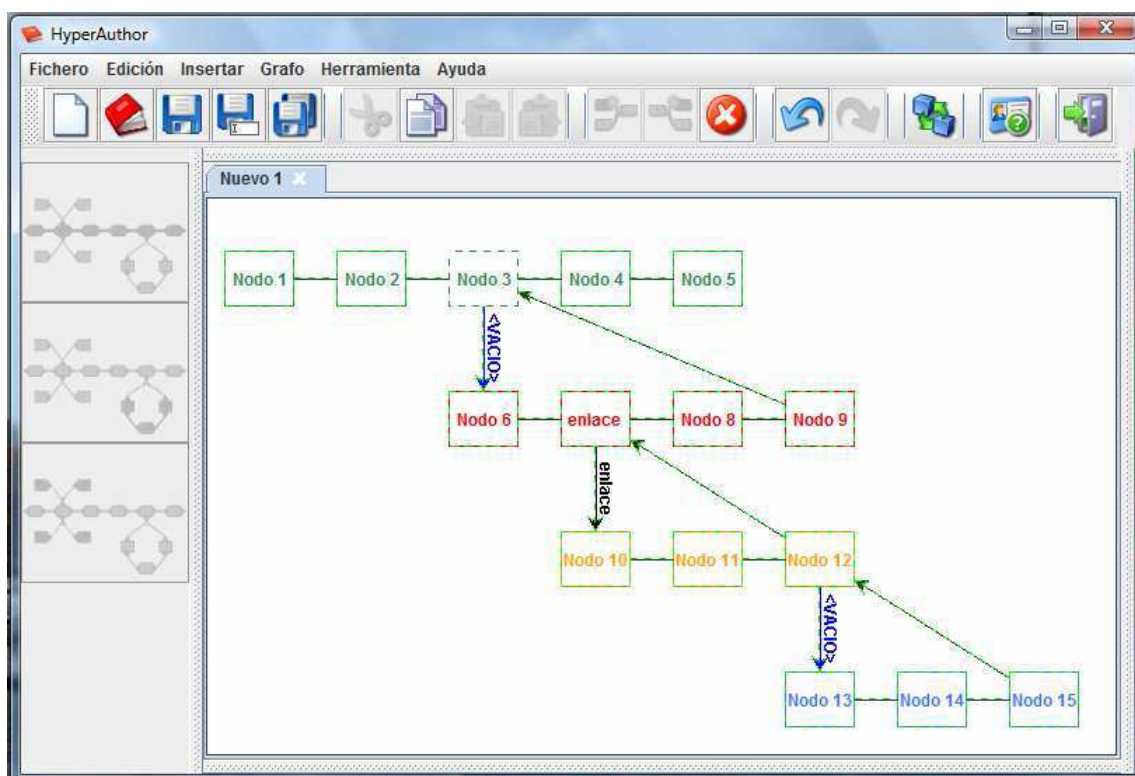 HyperAuthor
Fichero Edición Insertar Grafo Herramienta Ayuda
Nuevo 1
Nodo 1 Nodo 2 Nodo 3 Nodo 4 Nodo 5
<VACIO>
Nodo 6 enlace Nodo 8 Nodo 9
enlace
Nodo 10 Nodo 11 Nodo 12
<VACIO>
Nodo 13 Nodo 14 Nodo 15